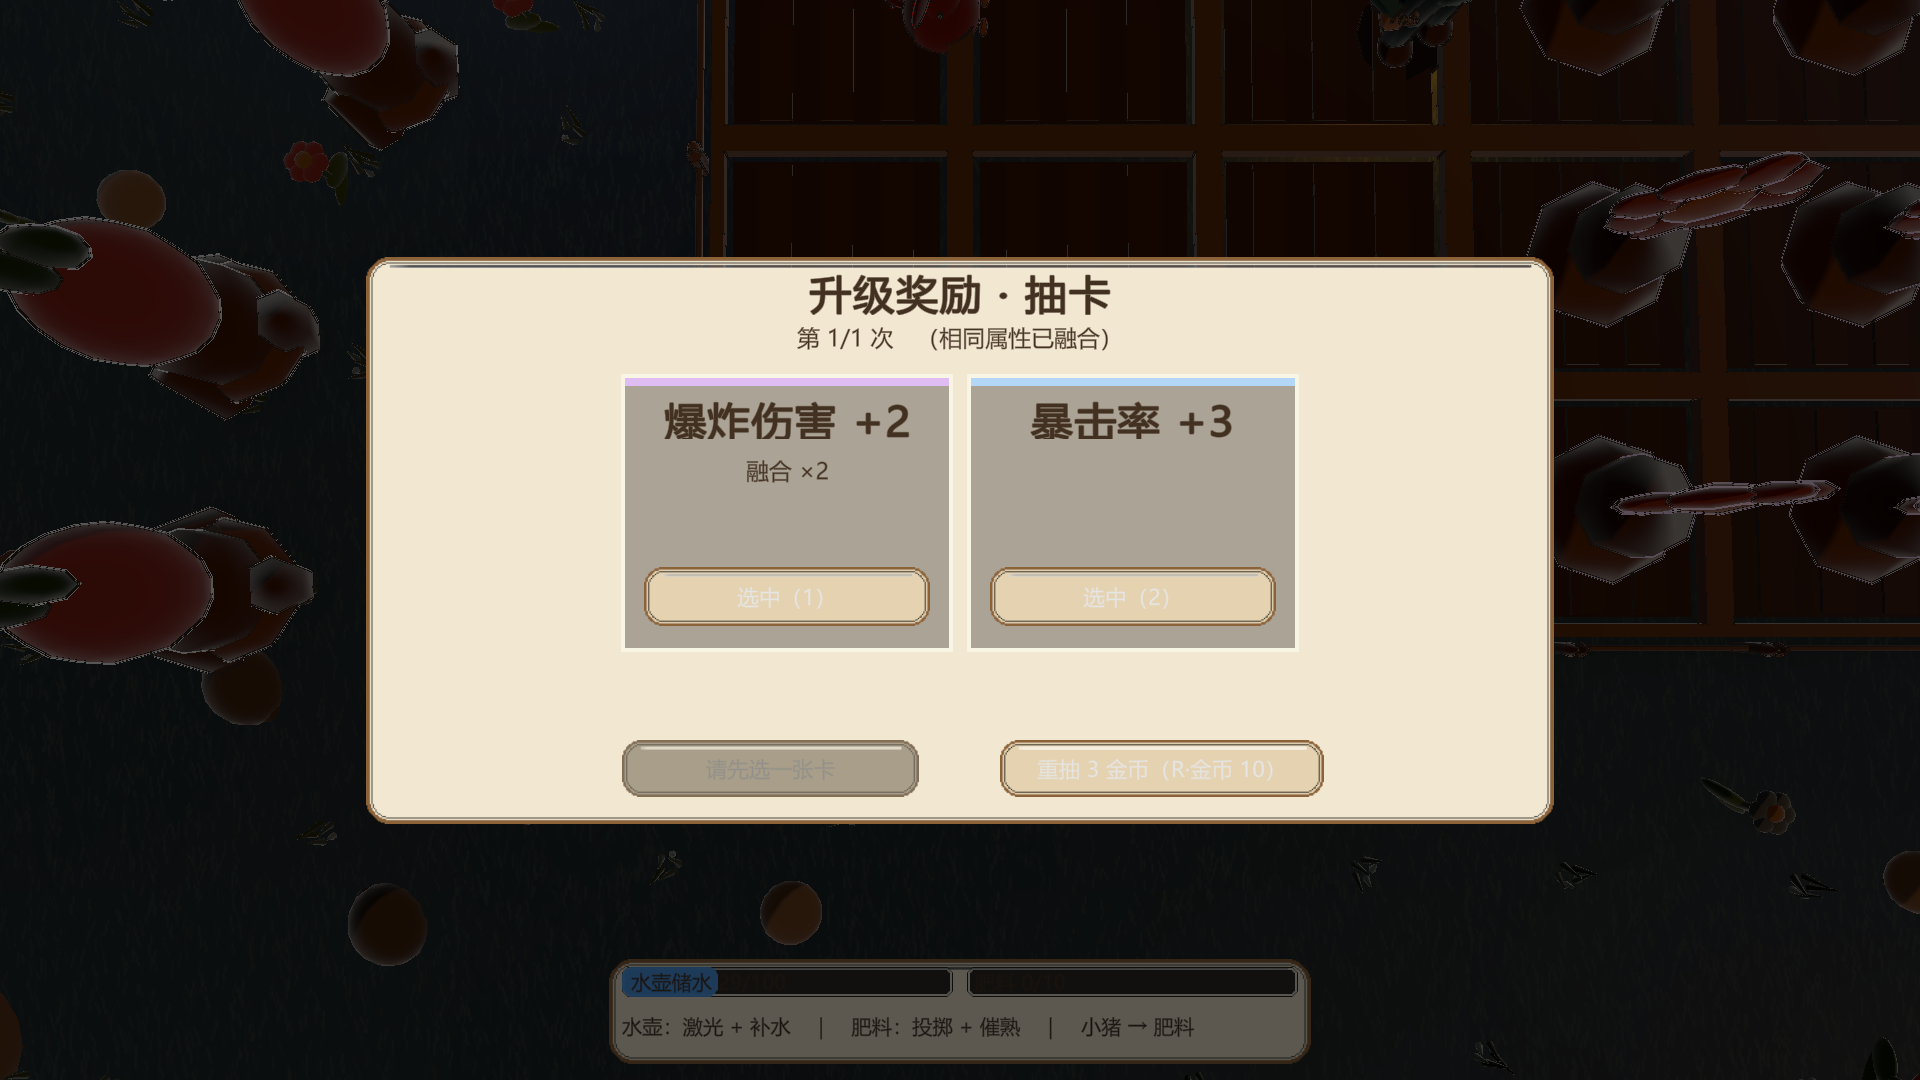 升级奖励 · 抽卡
第 1/1 次 （相同属性已融合）
爆炸伤害 +2
暴击率 +3
融合 ×2
选中（1）
选中（2）
请先选一张卡
重抽 3 金币（R·金币 10）
水壶储水
水壶：激光 + 补水 | 肥料：投掷 + 催熟 | 小猪 → 肥料